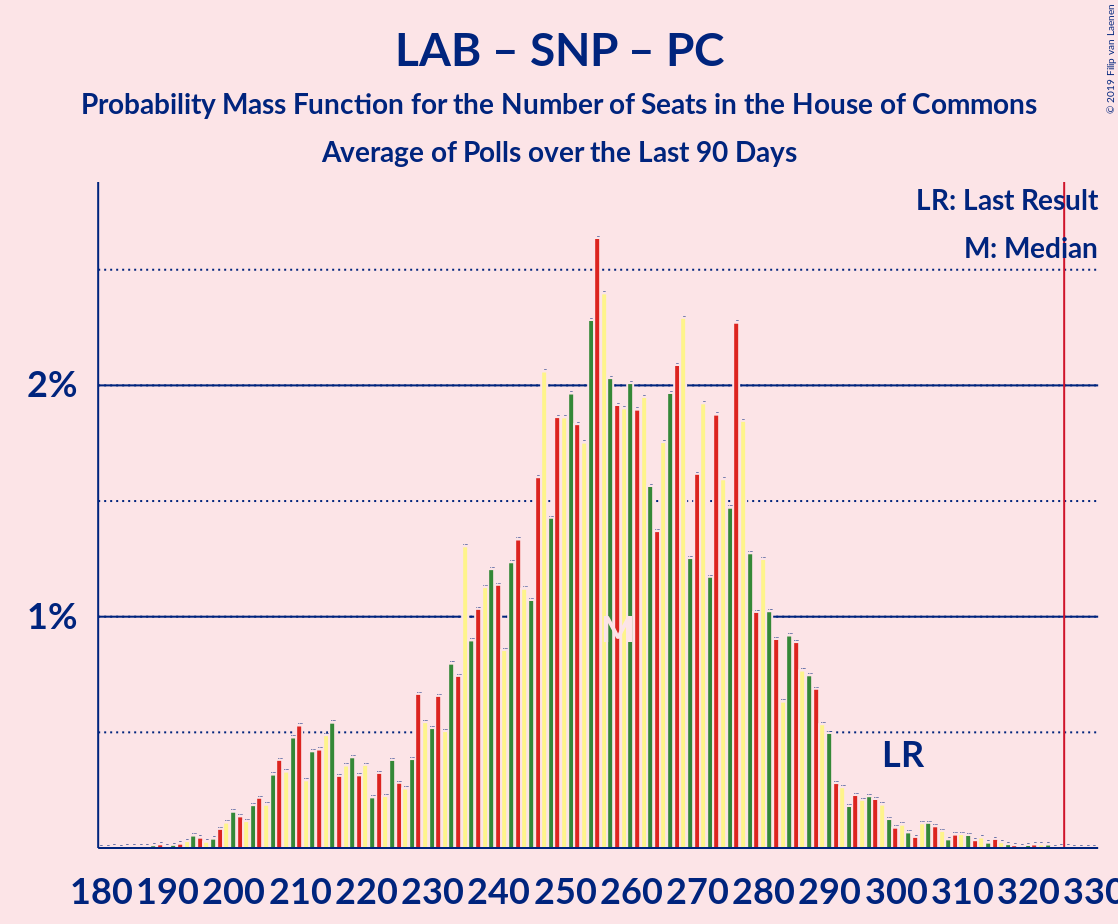 LAB – SNP – PC
Probability Mass Function for the Number of Seats in the House of Commons
Average of Polls over the Last 90 Days
© 2019 Filip van Laenen
LR: Last Result
M: Median
2%
1%
M
LR
180 190 200 210 220 230 240 250 260 270 280 290 300 310 320 330